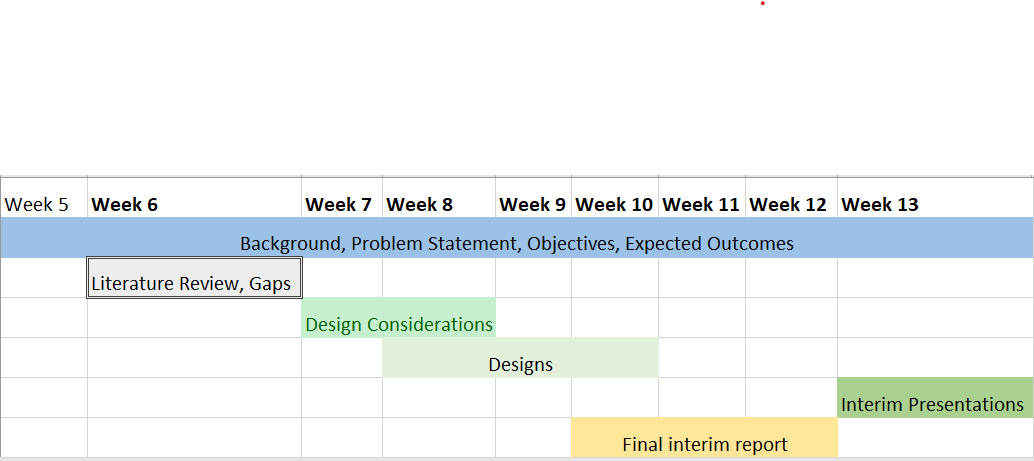 Week 5 Week 6 Week 7 Week 8 Week 9 Week 10 Week 11 Week 12 Week 13
Background, Problem Statement, Objectives, Expected Outcomes
Literature Review, Gaps
Design Considerations
Designs
Interim Presentations
Final interim report